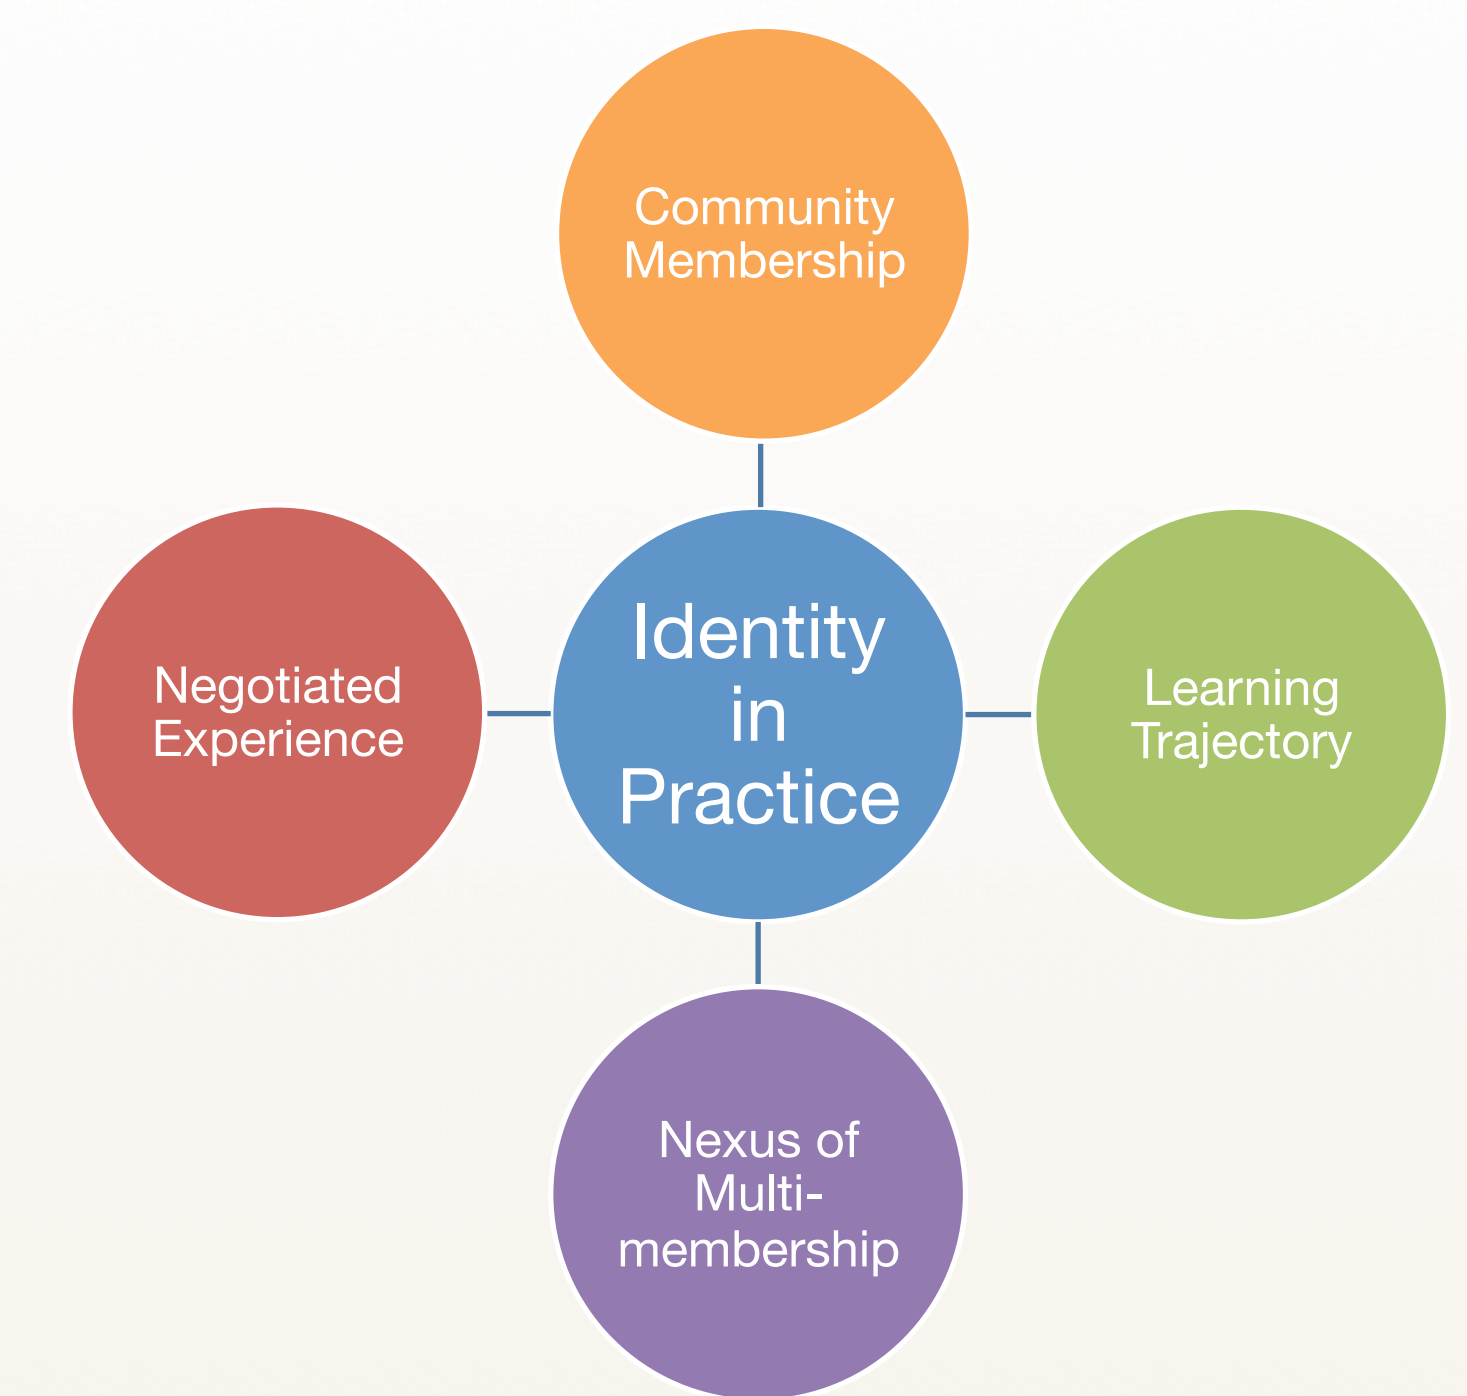 Community
Membership
Negotiated
Experience
Identity
in
Practice
Learning
Trajectory
Nexus of
Multi-
membership